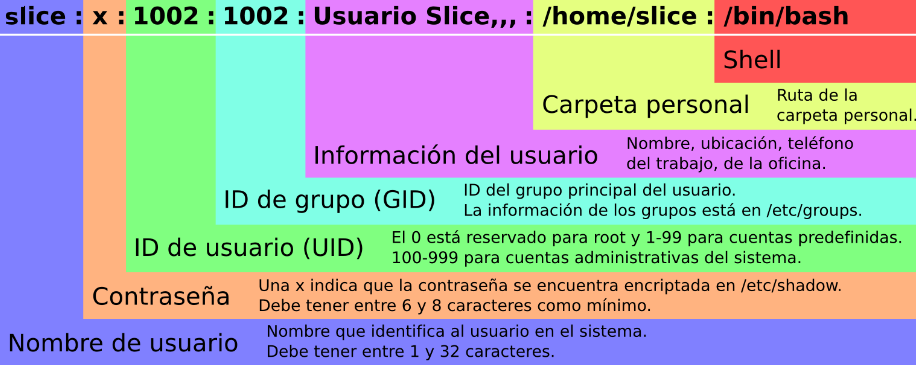 slice : x : 1002 : 1002 : Usuario Slice,,, : /home/slice : /bin/bash
Shell
Carpeta personal
Ruta de la
carpeta personal.
Información del usuario
Nombre, ubicación, teléfono
del trabajo, de la oficina.
ID de grupo (GID)
ID del grupo principal del usuario.
La información de los grupos está en /etc/groups.
ID de usuario (UID)
El 0 está reservado para root y 1-99 para cuentas predefinidas.
100-999 para cuentas administrativas del sistema.
Contraseña
Una x indica que la contraseña se encuentra encriptada en /etc/shadow.
Debe tener entre 6 y 8 caracteres como mínimo.
Nombre de usuario
Nombre que identifica al usuario en el sistema.
Debe tener entre 1 y 32 caracteres.